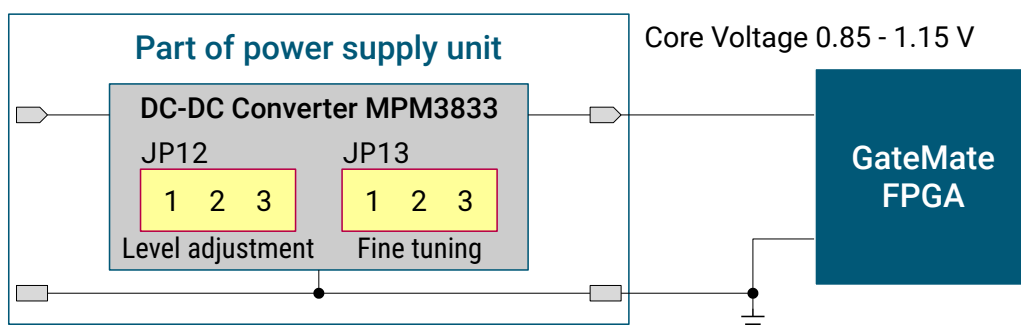 Part of power supply unit
Core Voltage 0.85 - 1.15 V
DC-DC Converter MPM3833
JP12 JP13
1 2 3 1 2 3
Level adjustment Fine tuning
GateMate
FPGA